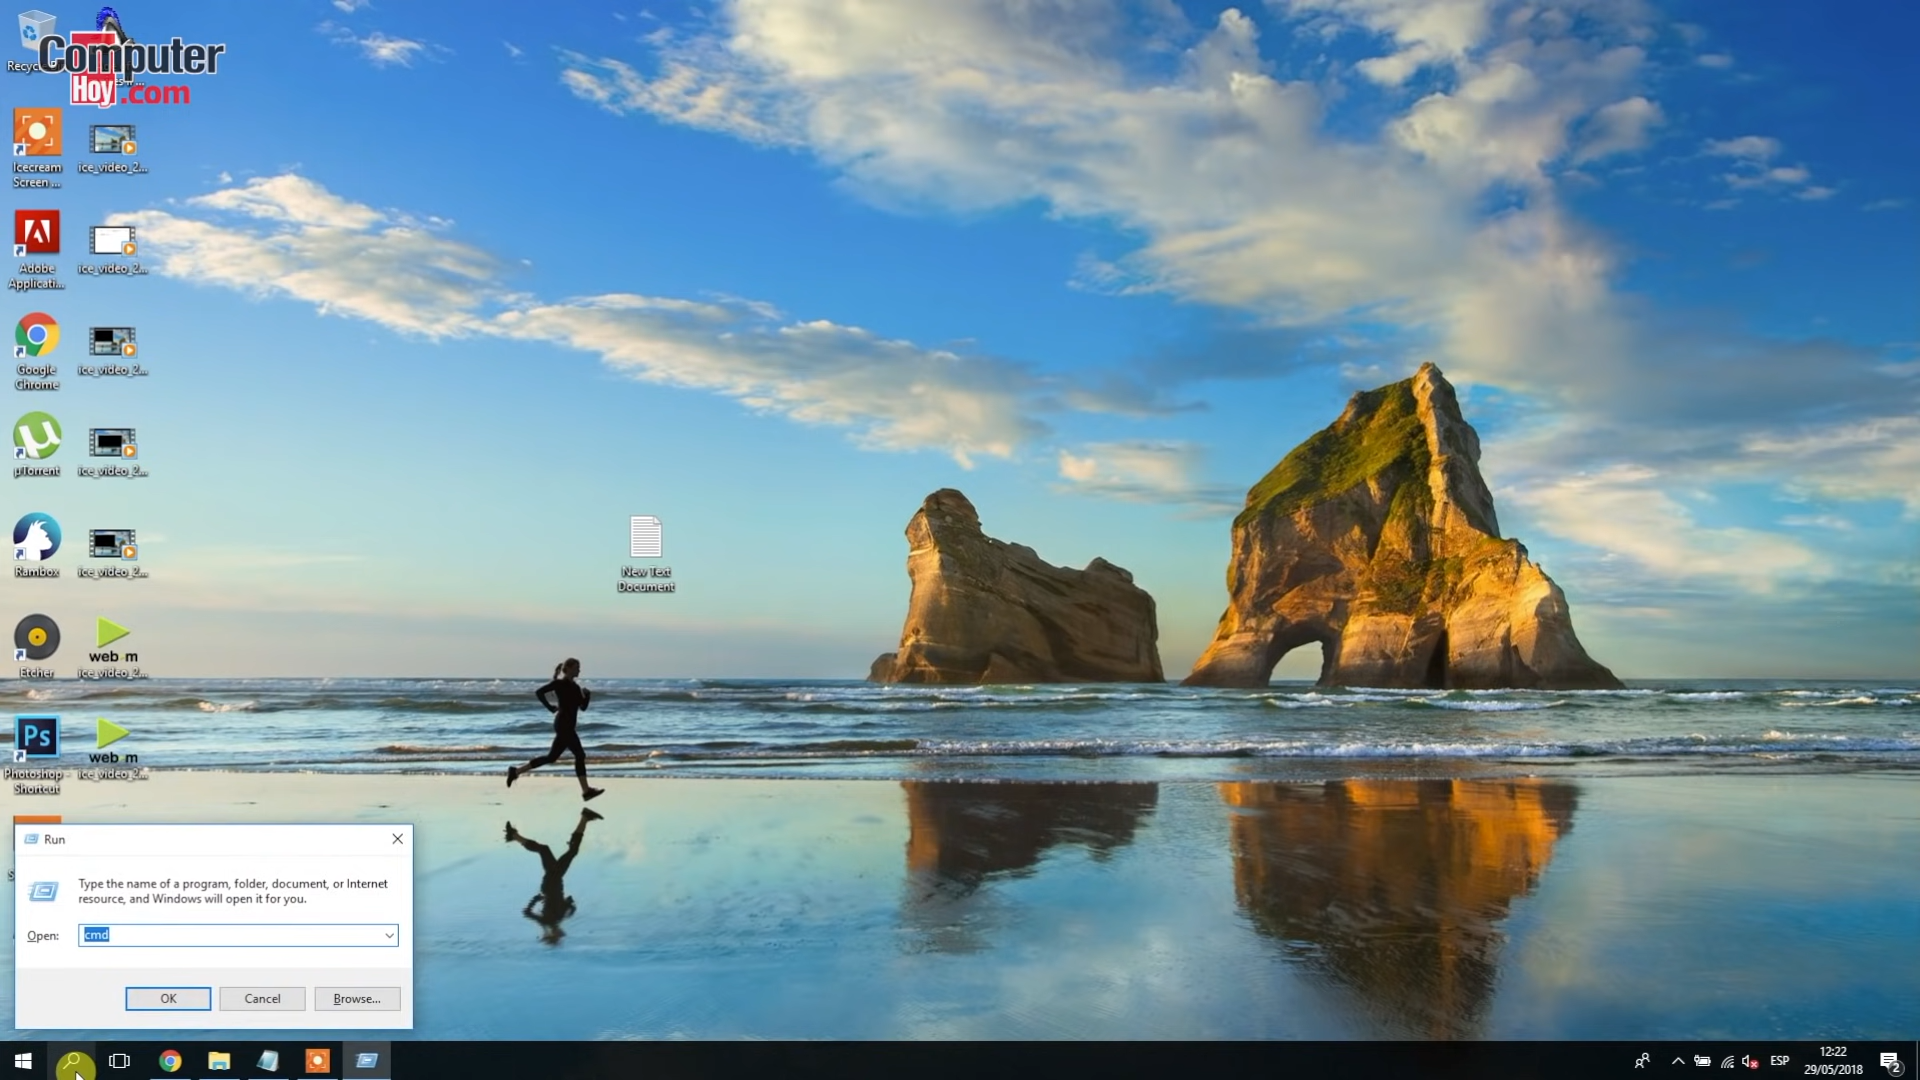 Computer
Hoy.com
Icecream
Screen ...
ice_video_2...
Adobe
Applicati...
ice_video_2...
Google
Chrome
ice_video_2...
µTorrent
ice_video_2...
Rambox
ice_video_2...
New Text
Document
Etcher
web m
ice_video_2...
Ps
Photoshop -
Shortcut
web m
ice_video_2...
Run
Type the name of a program, folder, document, or Internet
resource, and Windows will open it for you.
Open:
cmd
OK
Cancel
Browse...
ESP
12:22
29/05/2018
2